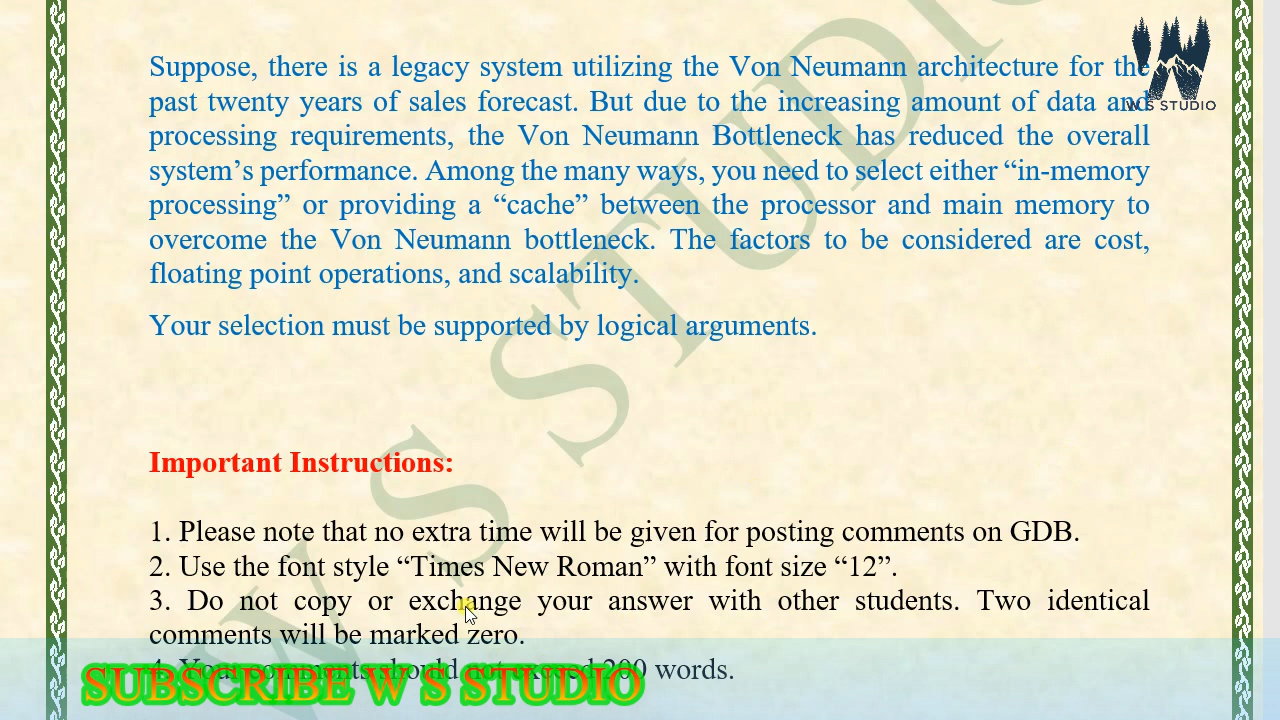 Suppose, there is a legacy system utilizing the Von Neumann architecture for the
past twenty years of sales forecast. But due to the increasing amount of data and
W S STUDIO
processing requirements, the Von Neumann Bottleneck has reduced the overall
system’s performance. Among the many ways, you need to select either “in-memory
processing” or providing a “cache” between the processor and main memory to
overcome the Von Neumann bottleneck. The factors to be considered are cost,
floating point operations, and scalability.
Your selection must be supported by logical arguments.
W S STUDIO
Important Instructions:
1. Please note that no extra time will be given for posting comments on GDB.
2. Use the font style “Times New Roman” with font size “12”.
3. Do not copy or exchange your answer with other students. Two identical
comments will be marked zero.
4. Your comments should not exceed 200 words.
SUBSCRIBE W S STUDIO